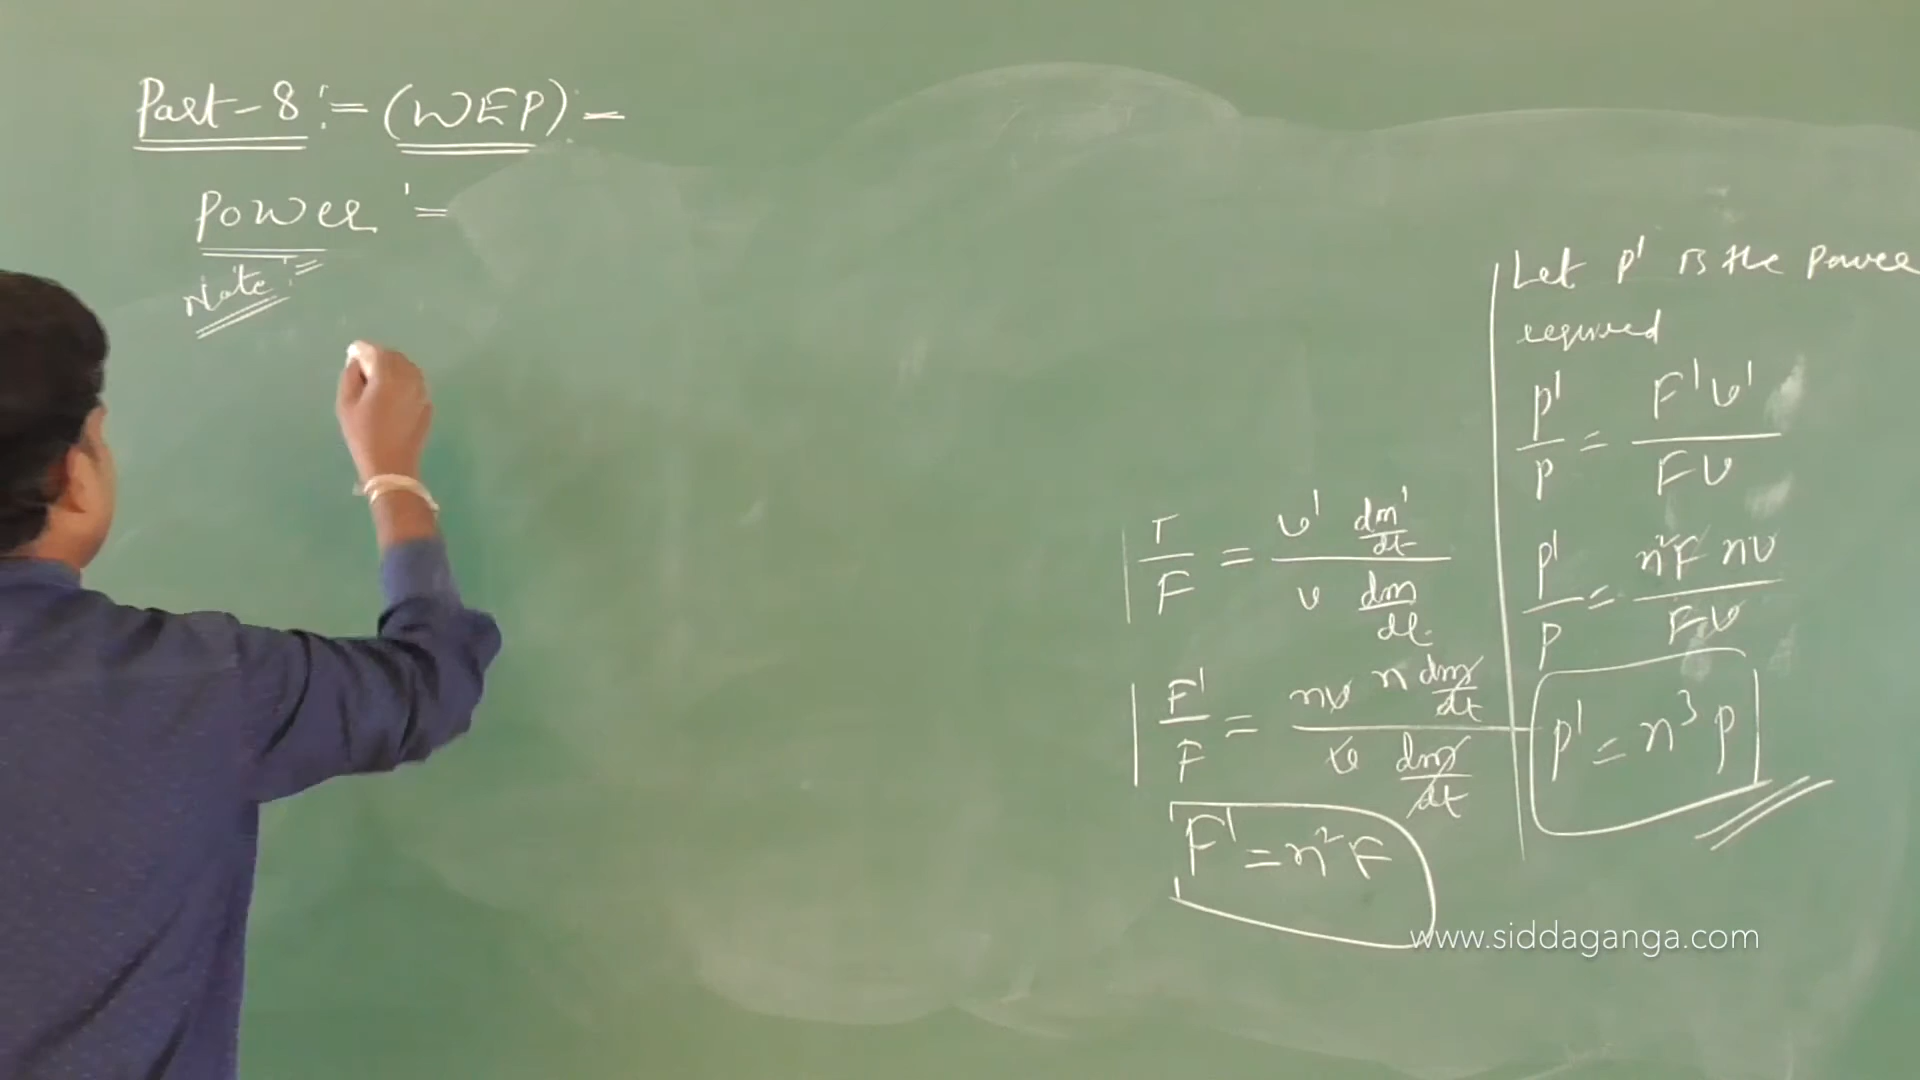 Part-8 :- (WEP):-
Power :-
Note :-
T/F = v' dm'/dt / v dm/dt
F'/F = nv n dm/dt / v dm/dt
F' = n²F
Let p' is the power
required
p'/p = F'v' / Fv
p'/p = n²F nv / Fv
p' = n³p
www.siddaganga.com